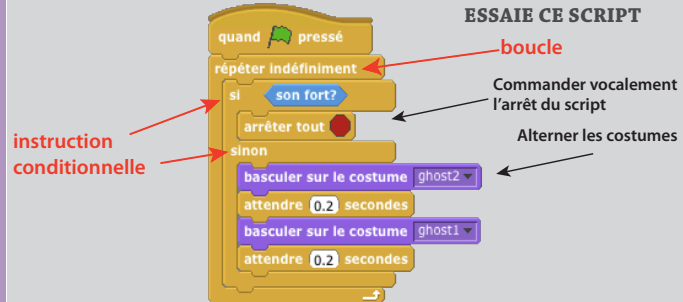 ESSAIE CE SCRIPT
quand pressé
boucle
répéter indéfiniment
si son fort?
Commander vocalement
l'arrêt du script
arrêter tout
instruction
conditionnelle
sinon
Alterner les costumes
basculer sur le costume ghost2
attendre 0.2 secondes
basculer sur le costume ghost1
attendre 0.2 secondes